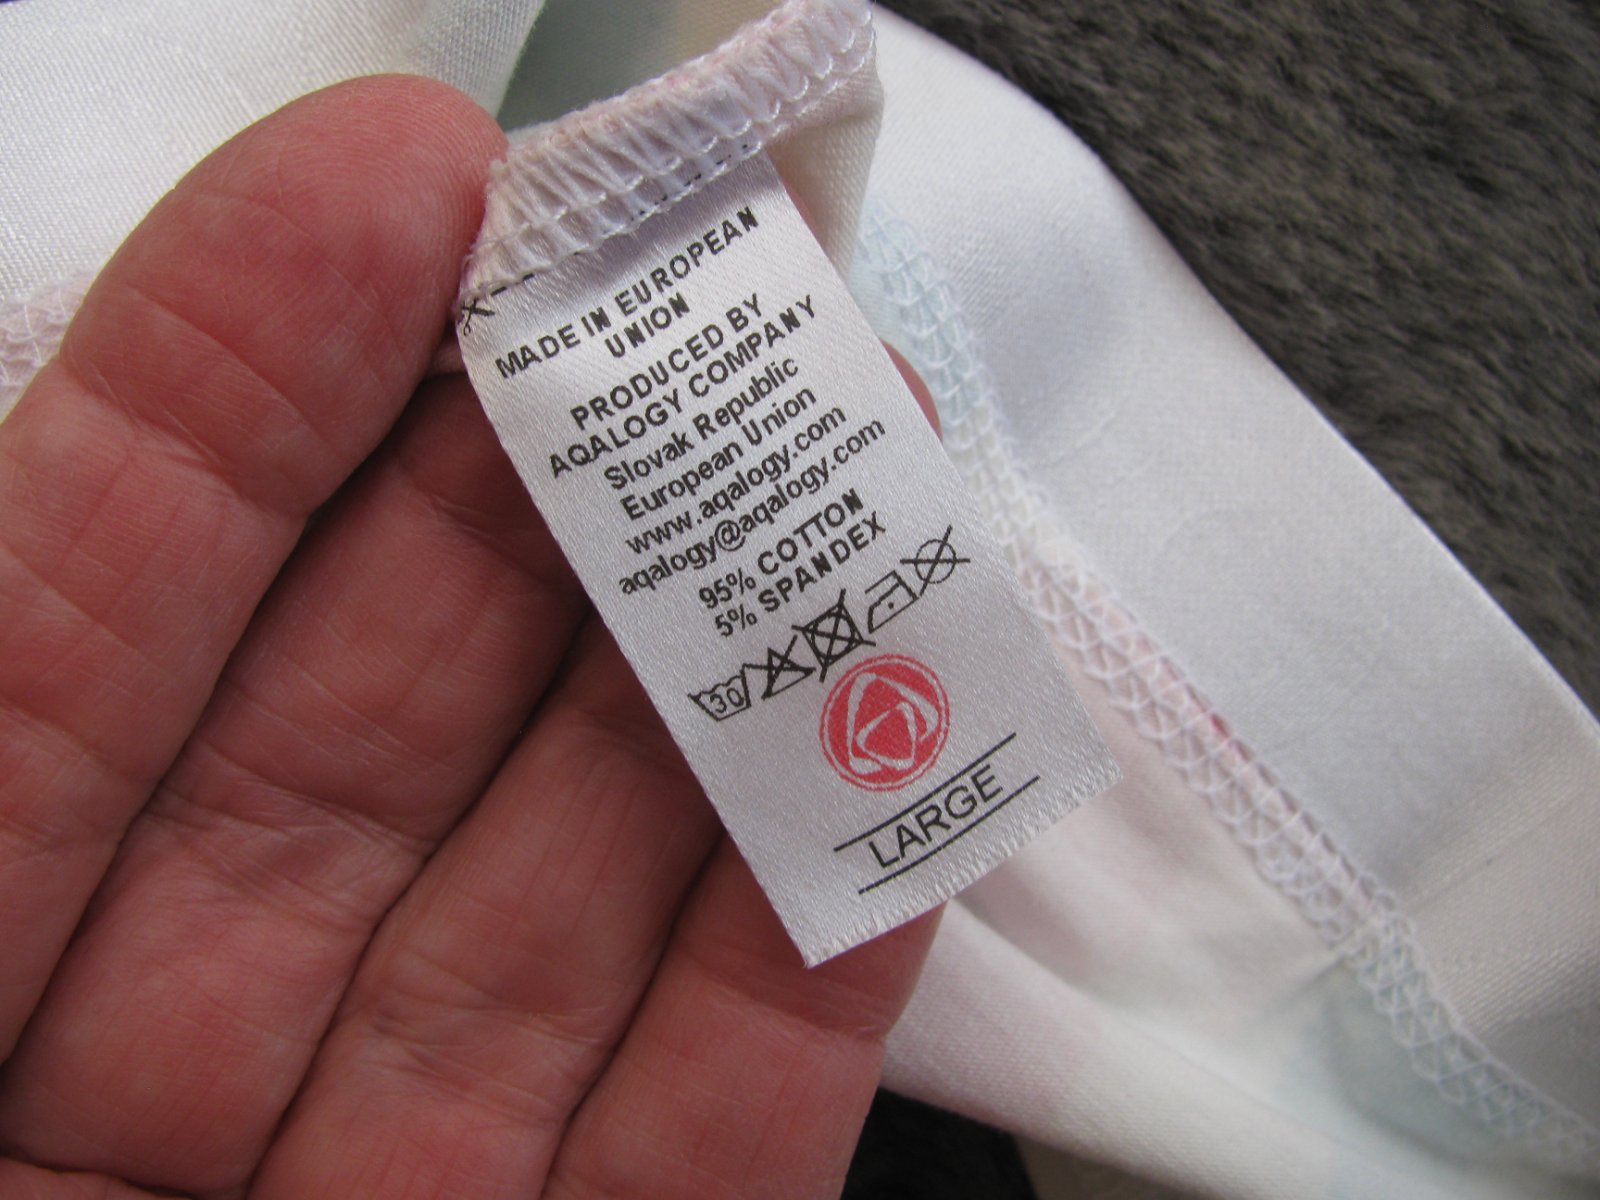 MADE IN EUROPEAN
UNION
PRODUCED BY
AQALOGY COMPANY
Slovak Republic
European Union
www.aqalogy.com
aqalogy@aqalogy.com
95% COTTON
5% SPANDEX
30
LARGE